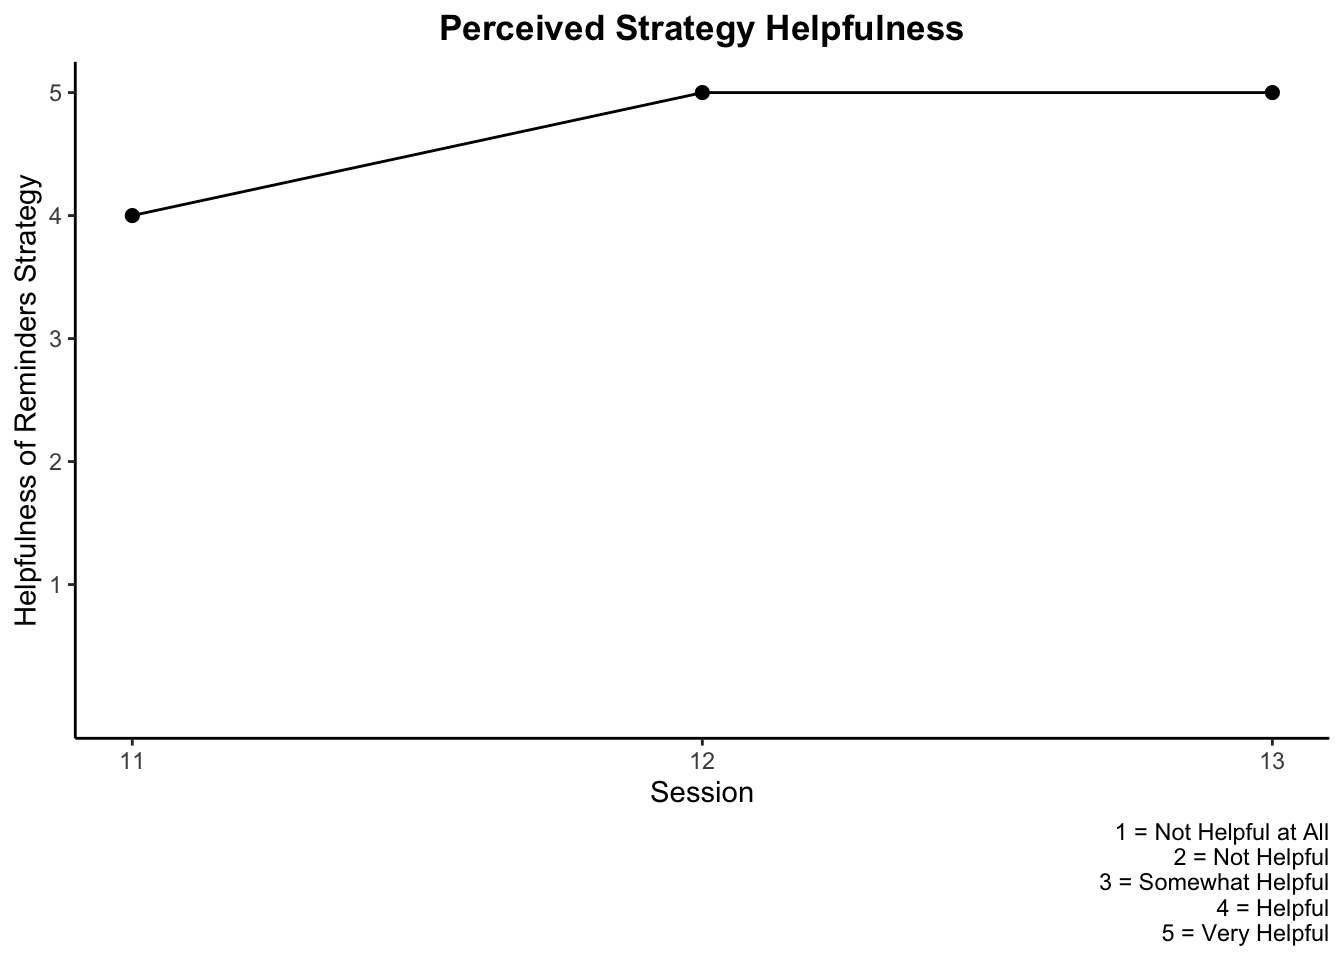 Perceived Strategy Helpfulness
Helpfulness of Reminders Strategy
5
4
3
2
1
11
12
13
Session
1 = Not Helpful at All
2 = Not Helpful
3 = Somewhat Helpful
4 = Helpful
5 = Very Helpful